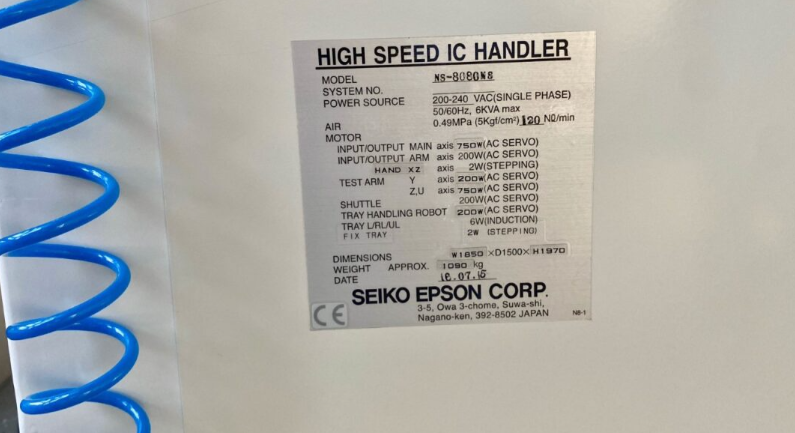 HIGH SPEED IC HANDLER
MODEL NS-8080WS
SYSTEM NO.
POWER SOURCE 200-240 VAC(SINGLE PHASE)
50/60Hz, 6KVA max
AIR 0.49MPa (5Kgf/cm²) 120 Nℓ/min
MOTOR
INPUT/OUTPUT MAIN axis 750W(AC SERVO)
INPUT/OUTPUT ARM axis 200W(AC SERVO)
HAND XZ axis 2W(STEPPING)
TEST ARM Y axis 200W(AC SERVO)
Z,U axis 750W(AC SERVO)
SHUTTLE 200W(AC SERVO)
TRAY HANDLING ROBOT 200W(AC SERVO)
TRAY L/RL/UL 6W(INDUCTION)
FIX TRAY 2W (STEPPING)
DIMENSIONS W1650 ×D1500× H1970
WEIGHT APPROX. 1090 kg
DATE
SEIKO EPSON CORP.
3-5, Owa 3-chome, Suwa-shi,
Nagano-ken, 392-8502 JAPAN
CE
N8-1